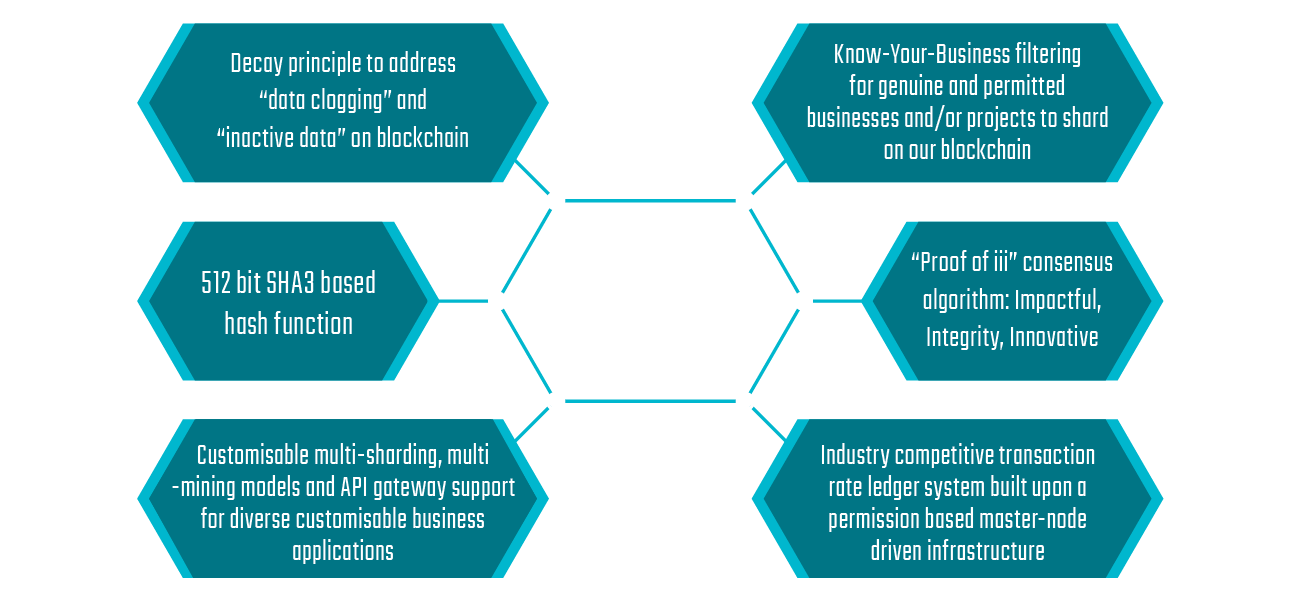 Decay principle to address
“data clogging” and
“inactive data” on blockchain
Know-Your-Business filtering
for genuine and permitted
businesses and/or projects to shard
on our blockchain
512 bit SHA3 based
hash function
“Proof of iii” consensus
algorithm: Impactful,
Integrity, Innovative
Customisable multi-sharding, multi
-mining models and API gateway support
for diverse customisable business
applications
Industry competitive transaction
rate ledger system built upon a
permission based master-node
driven infrastructure